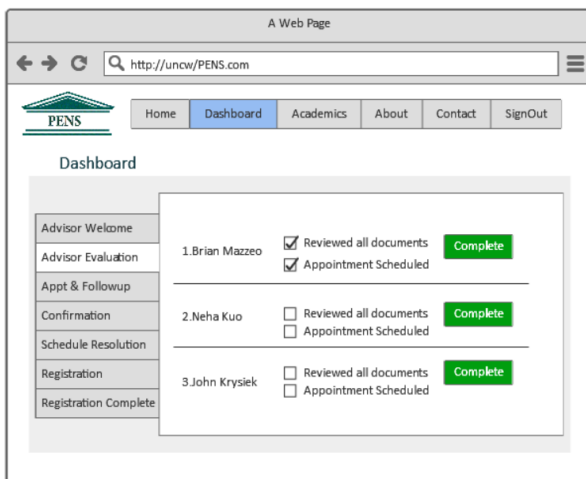 A Web Page
http://uncw/PENS.com
PENS
Home Dashboard Academics About Contact SignOut
Dashboard
Advisor Welcome
Advisor Evaluation
Appt & Followup
Confirmation
Schedule Resolution
Registration
Registration Complete
1.Brian Mazzeo
Reviewed all documents
Appointment Scheduled
Complete
2.Neha Kuo
Reviewed all documents
Appointment Scheduled
Complete
3.John Krysiek
Reviewed all documents
Appointment Scheduled
Complete